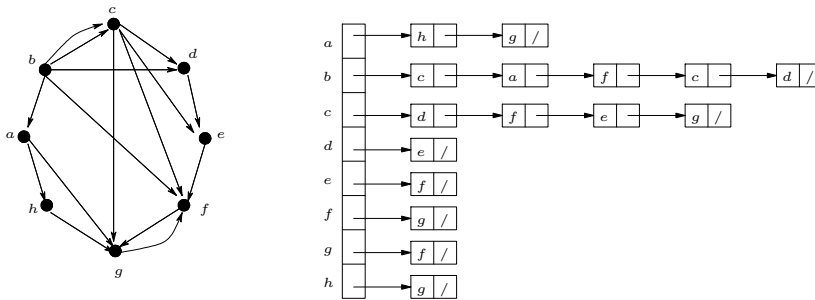 c
b
d
a
e
h
f
g
a h g /
b c a f c d /
c d f e g /
d e /
e f /
f g /
g f /
h g /